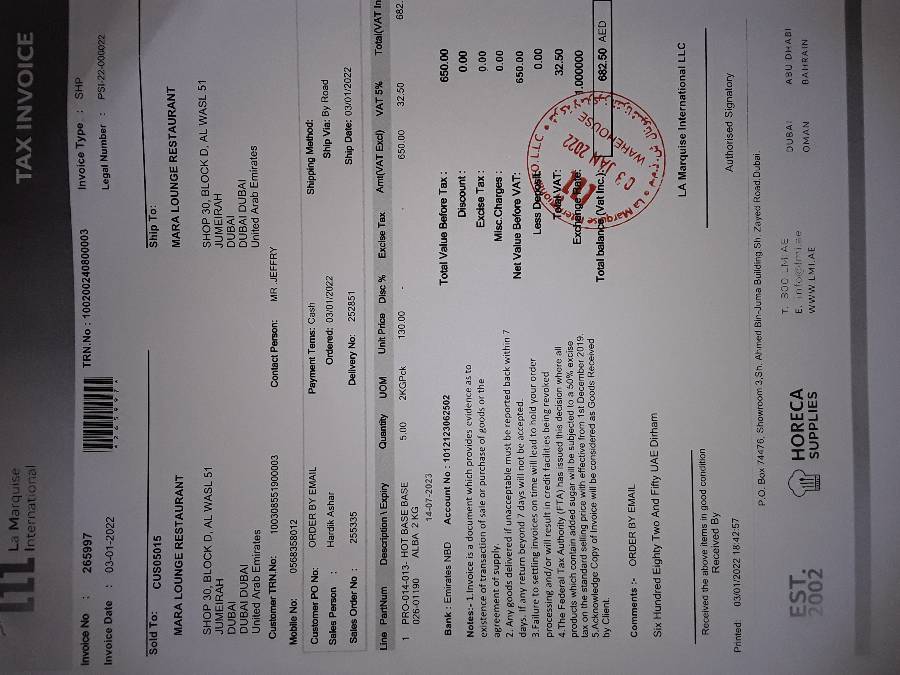 La Marquise
International
TAX INVOICE
Invoice No : 265997
TRN.No : 100200240800003
Invoice Type : SHP
Invoice Date : 03-01-2022
Legal Number : PSI-22-000022
Sold To: CUS05015
Ship To:
MARA LOUNGE RESTAURANT
MARA LOUNGE RESTAURANT
SHOP 30, BLOCK D, AL WASL 51
JUMEIRAH
DUBAI
DUBAI DUBAI
United Arab Emirates
SHOP 30, BLOCK D, AL WASL 51
JUMEIRAH
DUBAI
DUBAI DUBAI
United Arab Emirates
Customer TRN.No: 100308551900003
Contact Person: MR .JEFFRY
Mobile No: 0568358012
Customer PO No: ORDER BY EMAIL
Payment Tems: Cash
Shipping Method:
Sales Person : Hardik Ashar
Ordered: 03/01/2022
Ship Via: By Road
Sales Order No : 255335
Delivery No: 252851
Ship Date: 03/01/2022
Line PartNum Description \ Expiry Quantity UOM Unit Price Disc % Excise Tax Amt(VAT Excl) VAT 5% Total(VAT In
1 PRO-014-013- HOT BASE BASE 5.00 2KGPck 130.00 - - 650.00 32.50 682.
026-01190 ALBA 2 KG
14-07-2023
Bank : Emirates NBD Account No : 1012123062502
Notes:- 1.Invoice is a document which provides evidence as to
existence of transaction of sale or purchase of goods or the
agreement of supply.
2. Any goods delivered if unacceptable must be reported back within 7
days. If any return beyond 7 days will not be accepted.
3.Failure to settling invoices on time will lead to hold your order
processing and/or will result in credit facilities being revoked
4.The Federal Tax Authority (FTA) has issued this decision where all
products which contain added sugar will be subjected to a 50% excise
tax on the standard selling price with effective from 1st December 2019.
5.Acknowledge Copy of Invoice will be considered as Goods Received
by Client.
Total Value Before Tax : 650.00
Discount : 0.00
Excise Tax : 0.00
Misc.Charges : 0.00
Net Value Before VAT: 650.00
Less Deposit: 0.00
Total VAT: 32.50
Exchange Rate: 1.000000
Total balance(Vat Inc.) 682.50 AED
03 JAN 2022
WAREHOUSE
Comments :- ORDER BY EMAIL
Six Hundred Eighty Two And Fifty UAE Dirham
LA Marquise International LLC
Authorised Signatory
Received the above items in good condition
Received By
Printed: 03/01/2022 18:42:57
P.O. Box 74476, Showroom 3,Sh. Ahmed Bin-Juma Building,Sh. Zayed Road,Dubai.
EST.
2002
HORECA
SUPPLIES
T. 800 LMI AE
E. info@lmi.ae
WWW.LMI.AE
DUBAI ABU DHABI
OMAN BAHRAIN